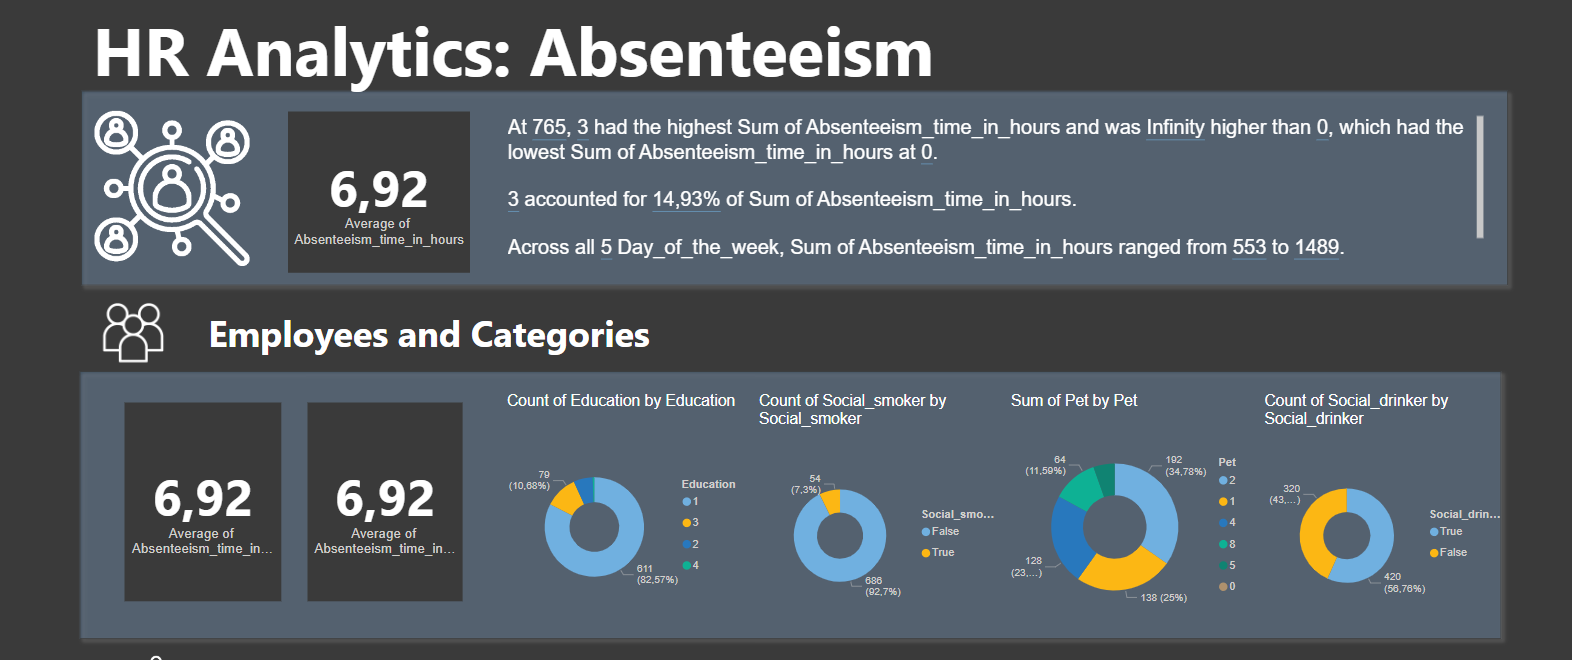 HR Analytics: Absenteeism
6,92
Average of
Absenteeism_time_in_hours
At 765, 3 had the highest Sum of Absenteeism_time_in_hours and was Infinity higher than 0, which had the
lowest Sum of Absenteeism_time_in_hours at 0.
3 accounted for 14,93% of Sum of Absenteeism_time_in_hours.
Across all 5 Day_of_the_week, Sum of Absenteeism_time_in_hours ranged from 553 to 1489.
Employees and Categories
6,92
Average of
Absenteeism_time_in...
6,92
Average of
Absenteeism_time_in...
Count of Education by Education
79
(10,68%)
611
(82,57%)
Education
1
3
2
4
Count of Social_smoker by
Social_smoker
54
(7,3%)
686
(92,7%)
Social_smo...
False
True
Sum of Pet by Pet
64
(11,59%)
192
(34,78%)
128
(23,...)
138 (25%)
Pet
2
1
4
8
5
0
Count of Social_drinker by
Social_drinker
320
(43,...)
420
(56,76%)
Social_drin...
True
False